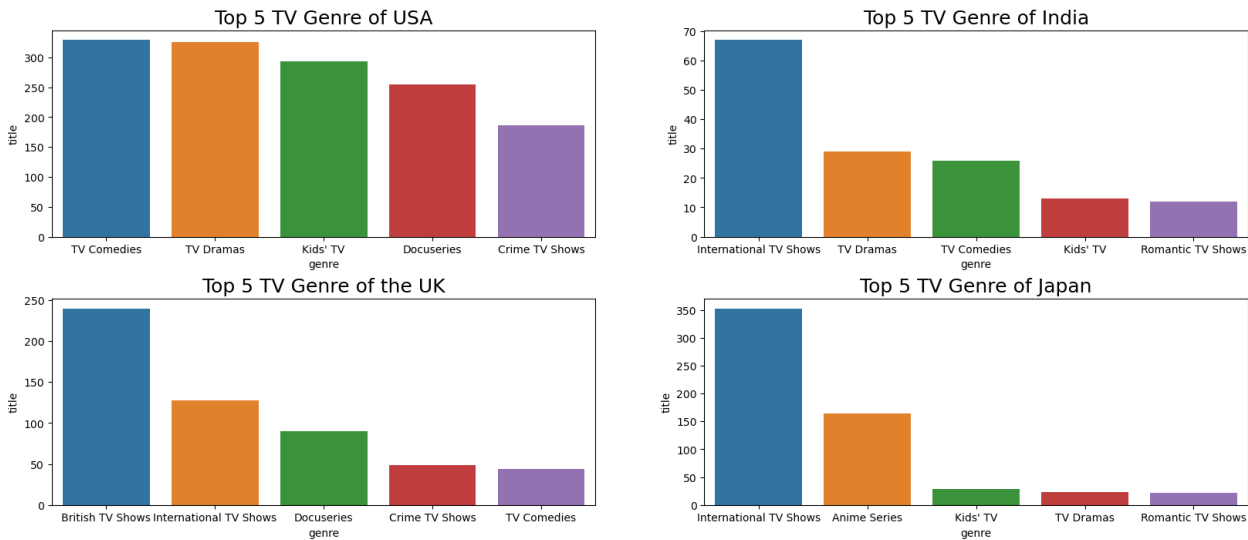 Top 5 TV Genre of USA
title
300
250
200
150
100
50
0
TV Comedies TV Dramas Kids' TV Docuseries Crime TV Shows
genre
Top 5 TV Genre of India
title
70
60
50
40
30
20
10
0
International TV Shows TV Dramas TV Comedies Kids' TV Romantic TV Shows
genre
Top 5 TV Genre of the UK
title
250
200
150
100
50
0
British TV Shows International TV Shows Docuseries Crime TV Shows TV Comedies
genre
Top 5 TV Genre of Japan
title
350
300
250
200
150
100
50
0
International TV Shows Anime Series Kids' TV TV Dramas Romantic TV Shows
genre